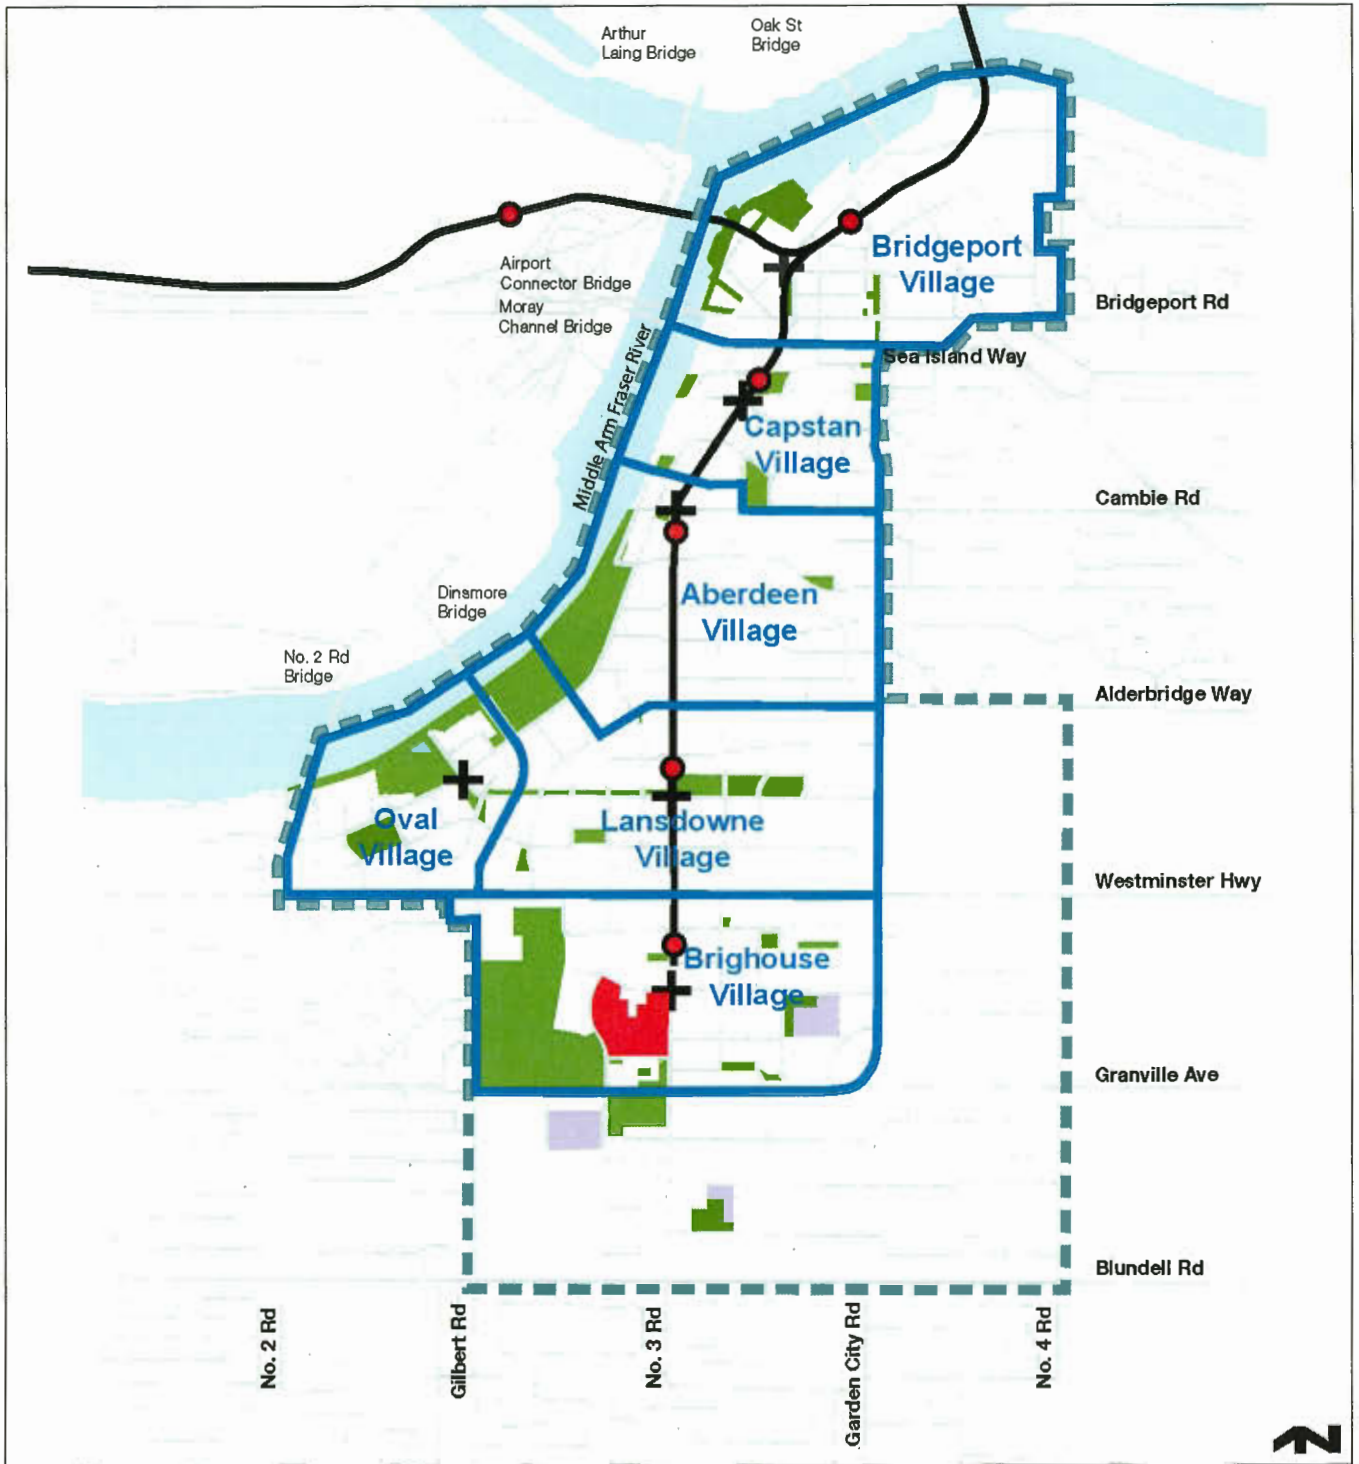 Arthur
Laing Bridge
Oak St
Bridge
Airport
Connector Bridge
Moray
Channel Bridge
Bridgeport
Village
Bridgeport Rd
Sea Island Way
Middle Arm Fraser River
Capstan
Village
Cambie Rd
Dinsmore
Bridge
Aberdeen
Village
No. 2 Rd
Bridge
Alderbridge Way
Oval
Village
Lansdowne
Village
Westminster Hwy
Brighouse
Village
Granville Ave
Blundell Rd
No. 2 Rd
Gilbert Rd
No. 3 Rd
Garden City Rd
No. 4 Rd
N